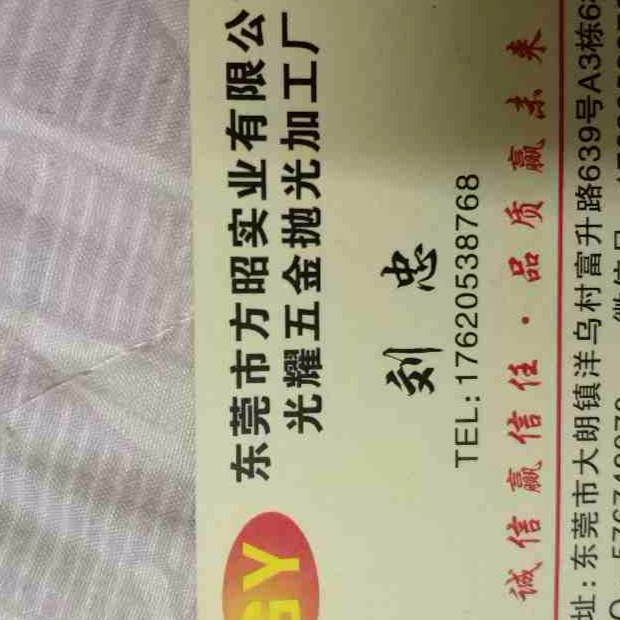 GY
东莞市方昭实业有限公
光耀五金抛光加工厂
刘 忠
TEL: 17620538768
诚信赢信任·品质赢未来
址: 东莞市大朗镇洋乌村富升路639号A3栋6